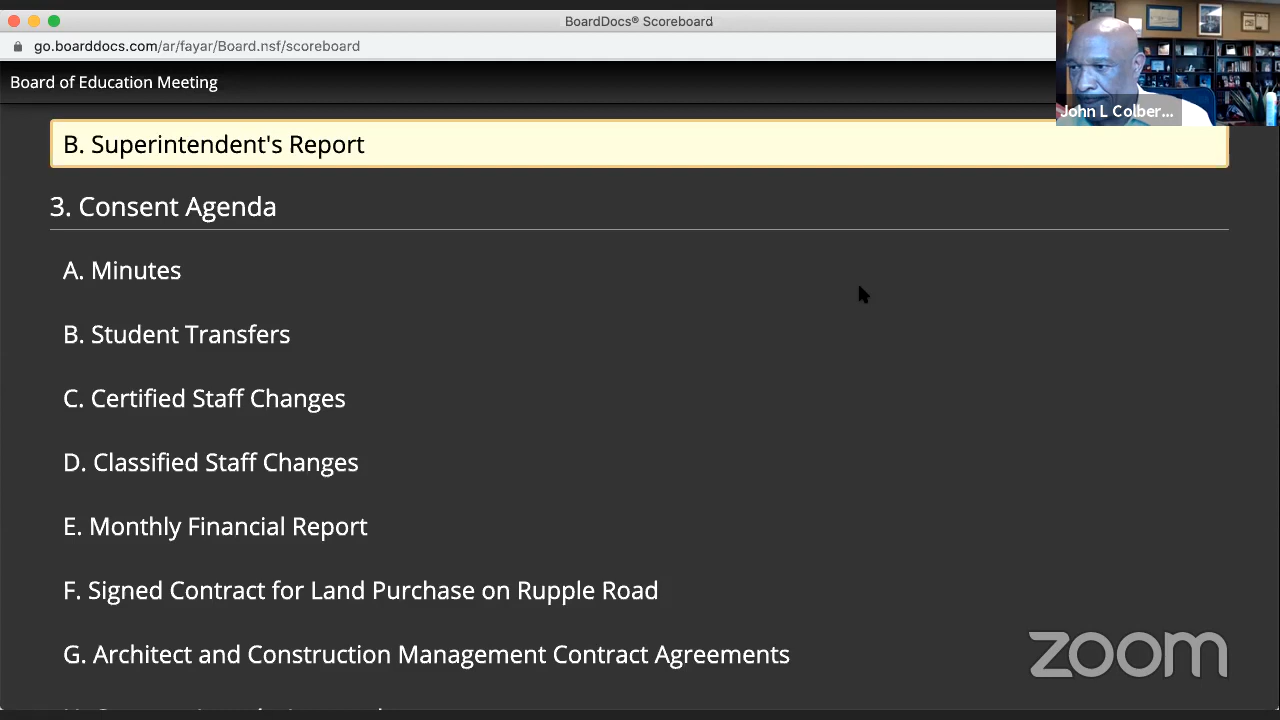 BoardDocs® Scoreboard
go.boarddocs.com/ar/fayar/Board.nsf/scoreboard
Board of Education Meeting
John L Colber...
B. Superintendent's Report
3. Consent Agenda
A. Minutes
B. Student Transfers
C. Certified Staff Changes
D. Classified Staff Changes
E. Monthly Financial Report
F. Signed Contract for Land Purchase on Rupple Road
G. Architect and Construction Management Contract Agreements
zoom